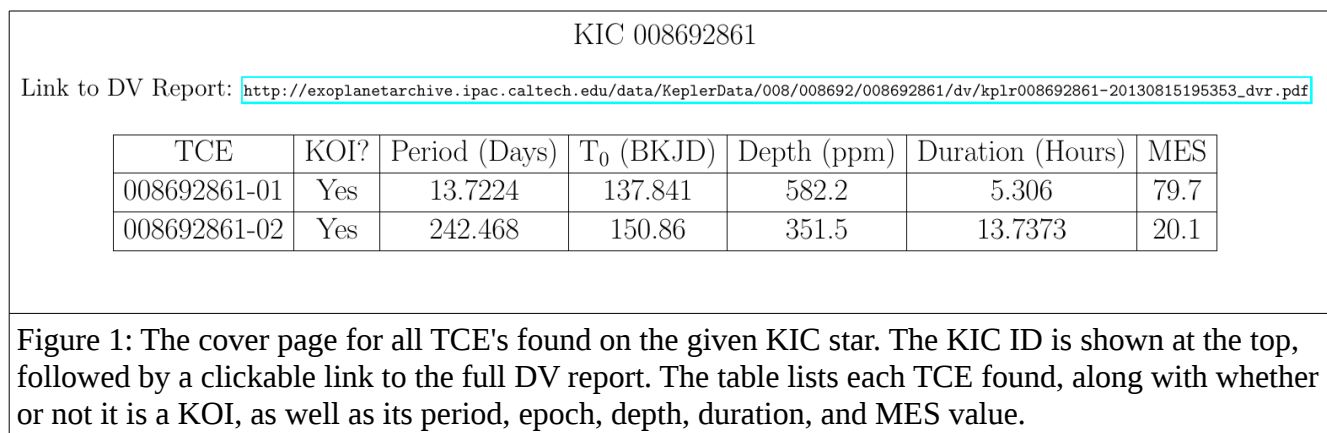 KIC 008692861
Link to DV Report: http://exoplanetarchive.ipac.caltech.edu/data/KeplerData/008/008692/008692861/dv/kplr008692861-20130815195353_dvr.pdf
TCE KOI? Period (Days) T₀ (BKJD) Depth (ppm) Duration (Hours) MES
008692861-01 Yes 13.7224 137.841 582.2 5.306 79.7
008692861-02 Yes 242.468 150.86 351.5 13.7373 20.1
Figure 1: The cover page for all TCE's found on the given KIC star. The KIC ID is shown at the top,
followed by a clickable link to the full DV report. The table lists each TCE found, along with whether
or not it is a KOI, as well as its period, epoch, depth, duration, and MES value.